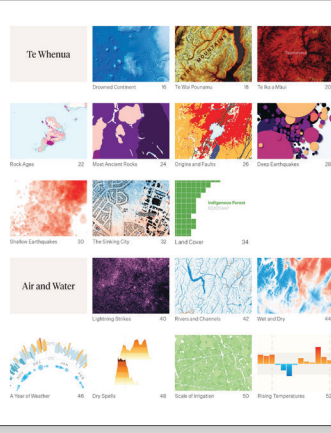 Te Whenua
Drowned Continent 16
Te Wai Pounamu 18
Te Ika a Māui 20
Rock Ages 22
Most Ancient Rocks 24
Origins and Faults 26
Deep Earthquakes 28
Shallow Earthquakes 30
The Sinking City 32
Indigenous Forest
Land Cover 34
Air and Water
Lightning Strikes 40
Rivers and Channels 42
Wet and Dry 44
A Year of Weather 46
Dry Spells 48
Scale of Irrigation 50
Rising Temperatures 52